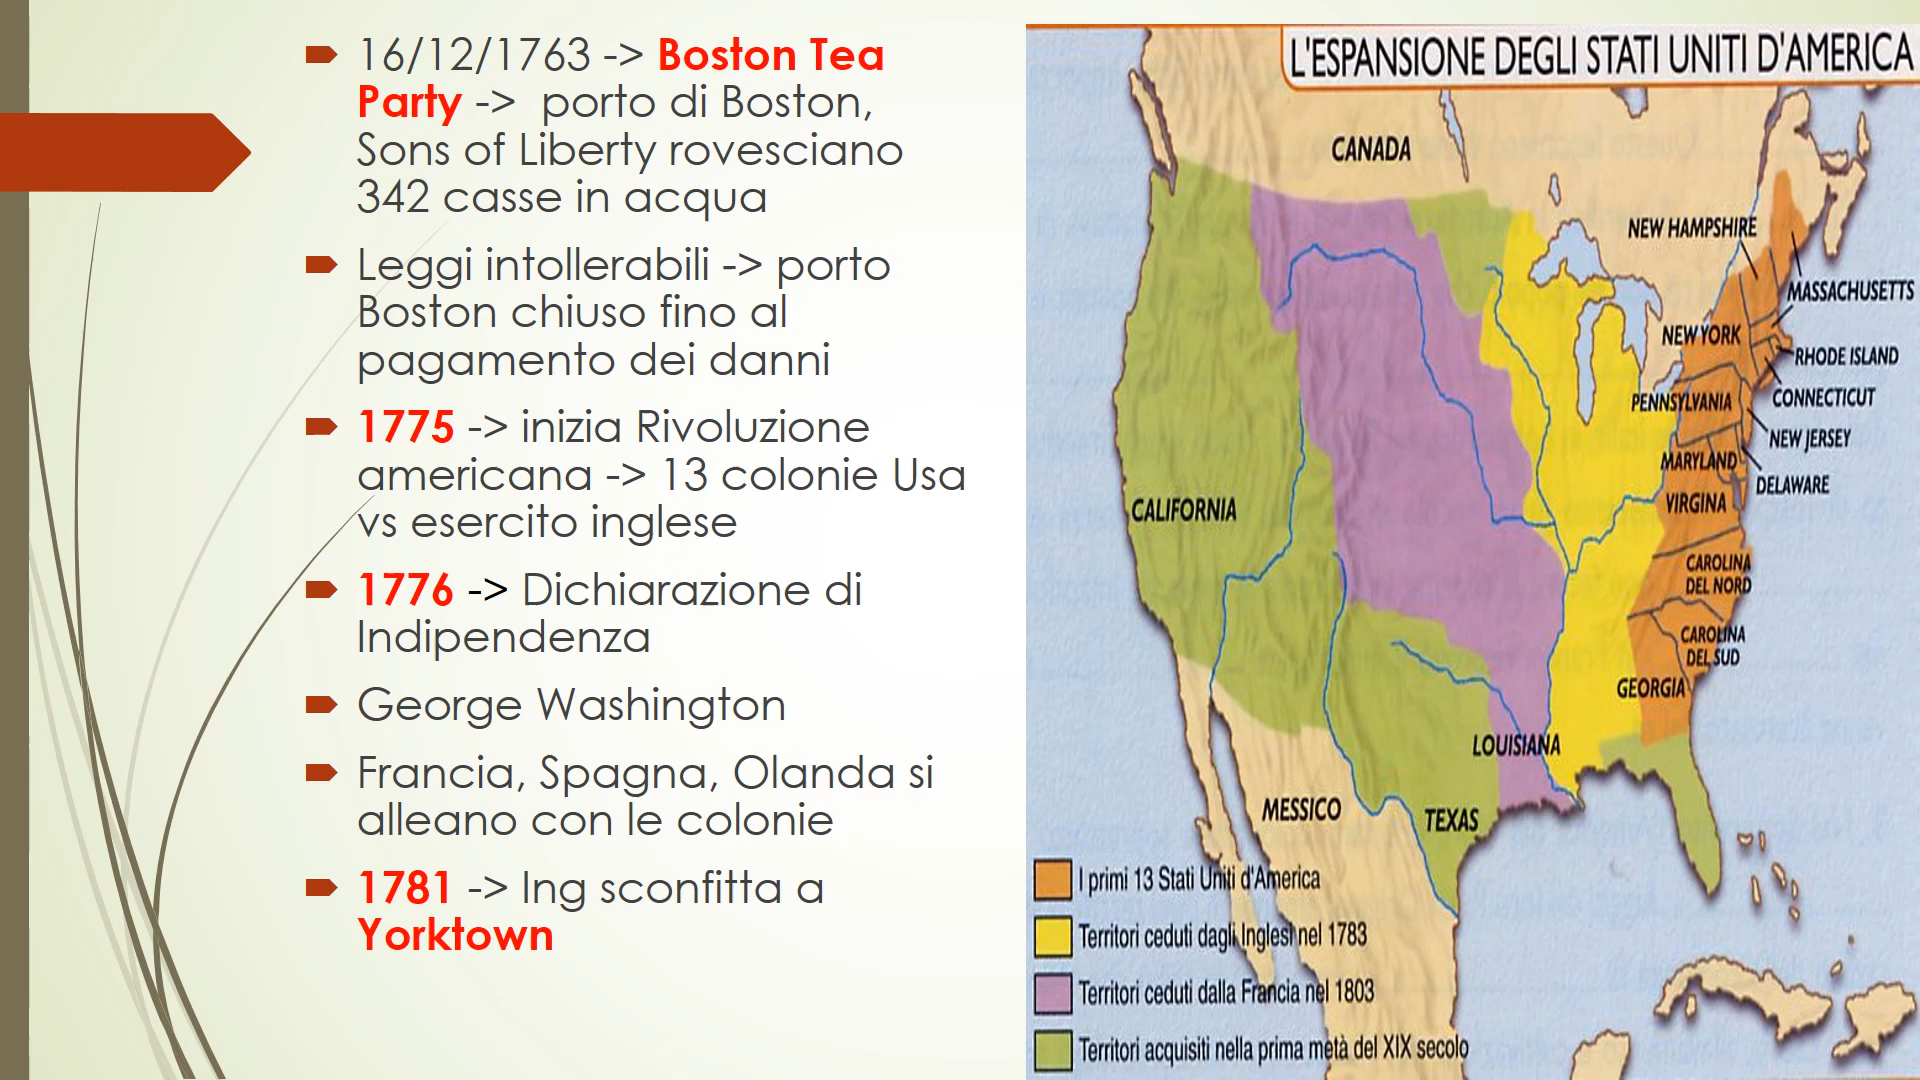 16/12/1763 -> Boston Tea
Party -> porto di Boston,
Sons of Liberty rovesciano
342 casse in acqua
Leggi intollerabili -> porto
Boston chiuso fino al
pagamento dei danni
1775 -> inizia Rivoluzione
americana -> 13 colonie Usa
vs esercito inglese
1776 -> Dichiarazione di
Indipendenza
George Washington
Francia, Spagna, Olanda si
alleano con le colonie
1781 -> Ing sconfitta a
Yorktown
L'ESPANSIONE DEGLI STATI UNITI D'AMERICA
CANADA
NEW HAMPSHIRE
MASSACHUSETTS
NEW YORK
RHODE ISLAND
CONNECTICUT
PENNSYLVANIA
NEW JERSEY
MARYLAND
DELAWARE
VIRGINA
CALIFORNIA
CAROLINA
DEL NORD
CAROLINA
DEL SUD
GEORGIA
LOUISIANA
MESSICO
TEXAS
I primi 13 Stati Uniti d'America
Territori ceduti dagli Inglesi nel 1783
Territori ceduti dalla Francia nel 1803
Territori acquisiti nella prima metà del XIX secolo